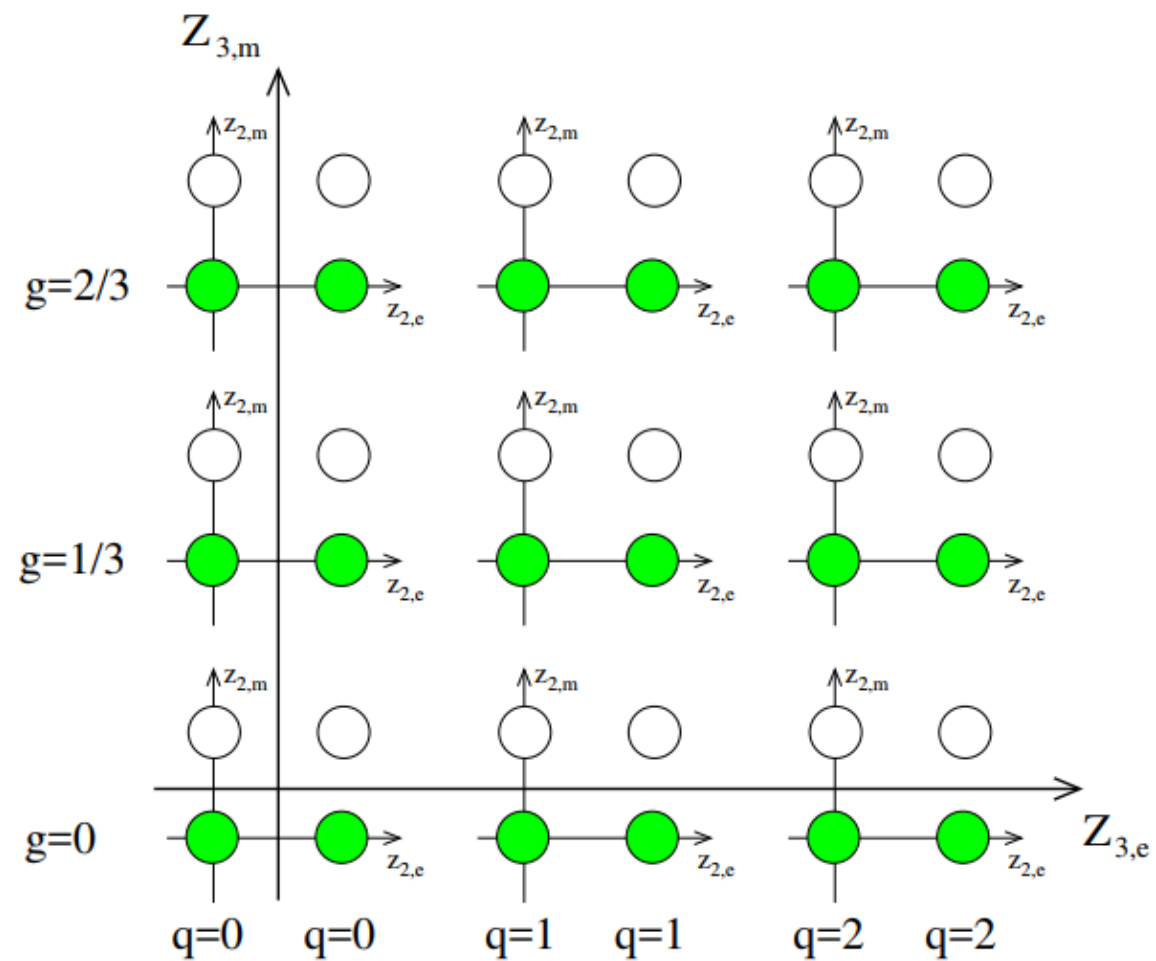 Z3,m
z2,m z2,m z2,m
g=2/3
z2,e z2,e z2,e
z2,m z2,m z2,m
g=1/3
z2,e z2,e z2,e
z2,m z2,m z2,m
g=0
Z3,e
z2,e z2,e z2,e
q=0 q=0 q=1 q=1 q=2 q=2